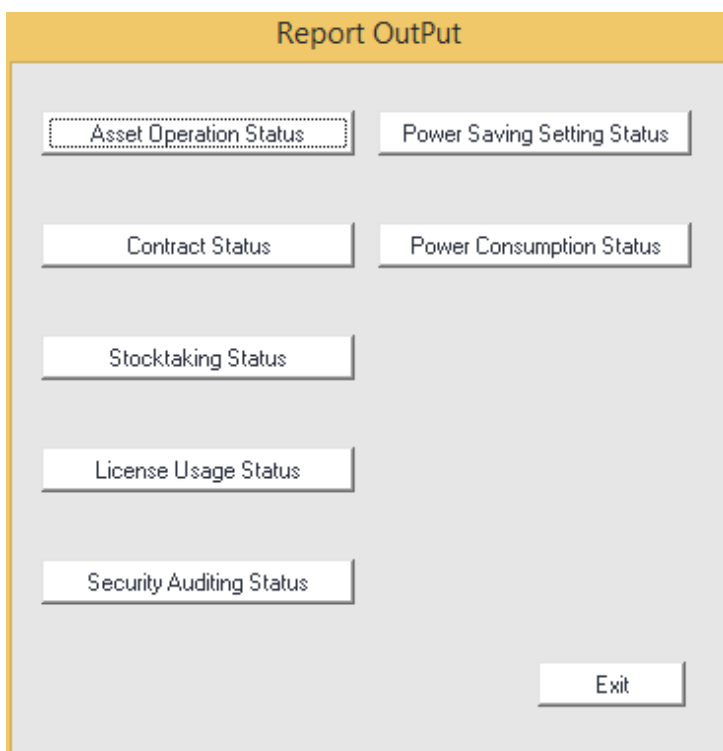 Report OutPut
Asset Operation Status
Power Saving Setting Status
Contract Status
Power Consumption Status
Stocktaking Status
License Usage Status
Security Auditing Status
Exit